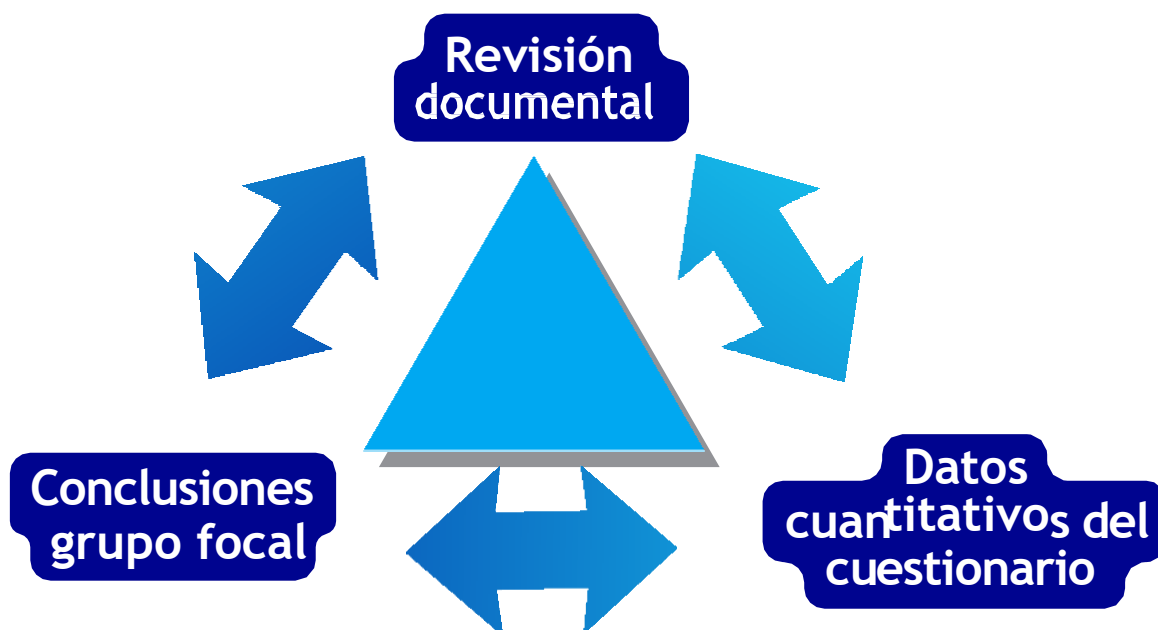 Revisión
documental
Conclusiones
grupo focal
Datos
cuantitativos del
cuestionario